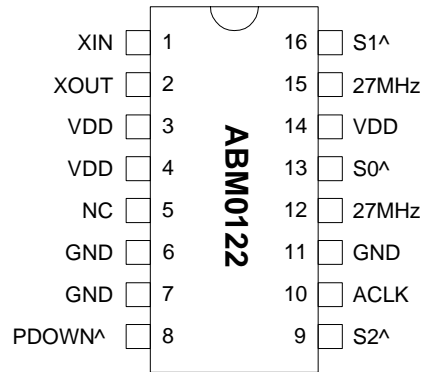 XIN 1 16 S1^
XOUT 2 15 27MHz
VDD 3 14 VDD
VDD 4 13 S0^
NC 5 12 27MHz
GND 6 11 GND
GND 7 10 ACLK
PDOWN^ 8 9 S2^
ABM0122